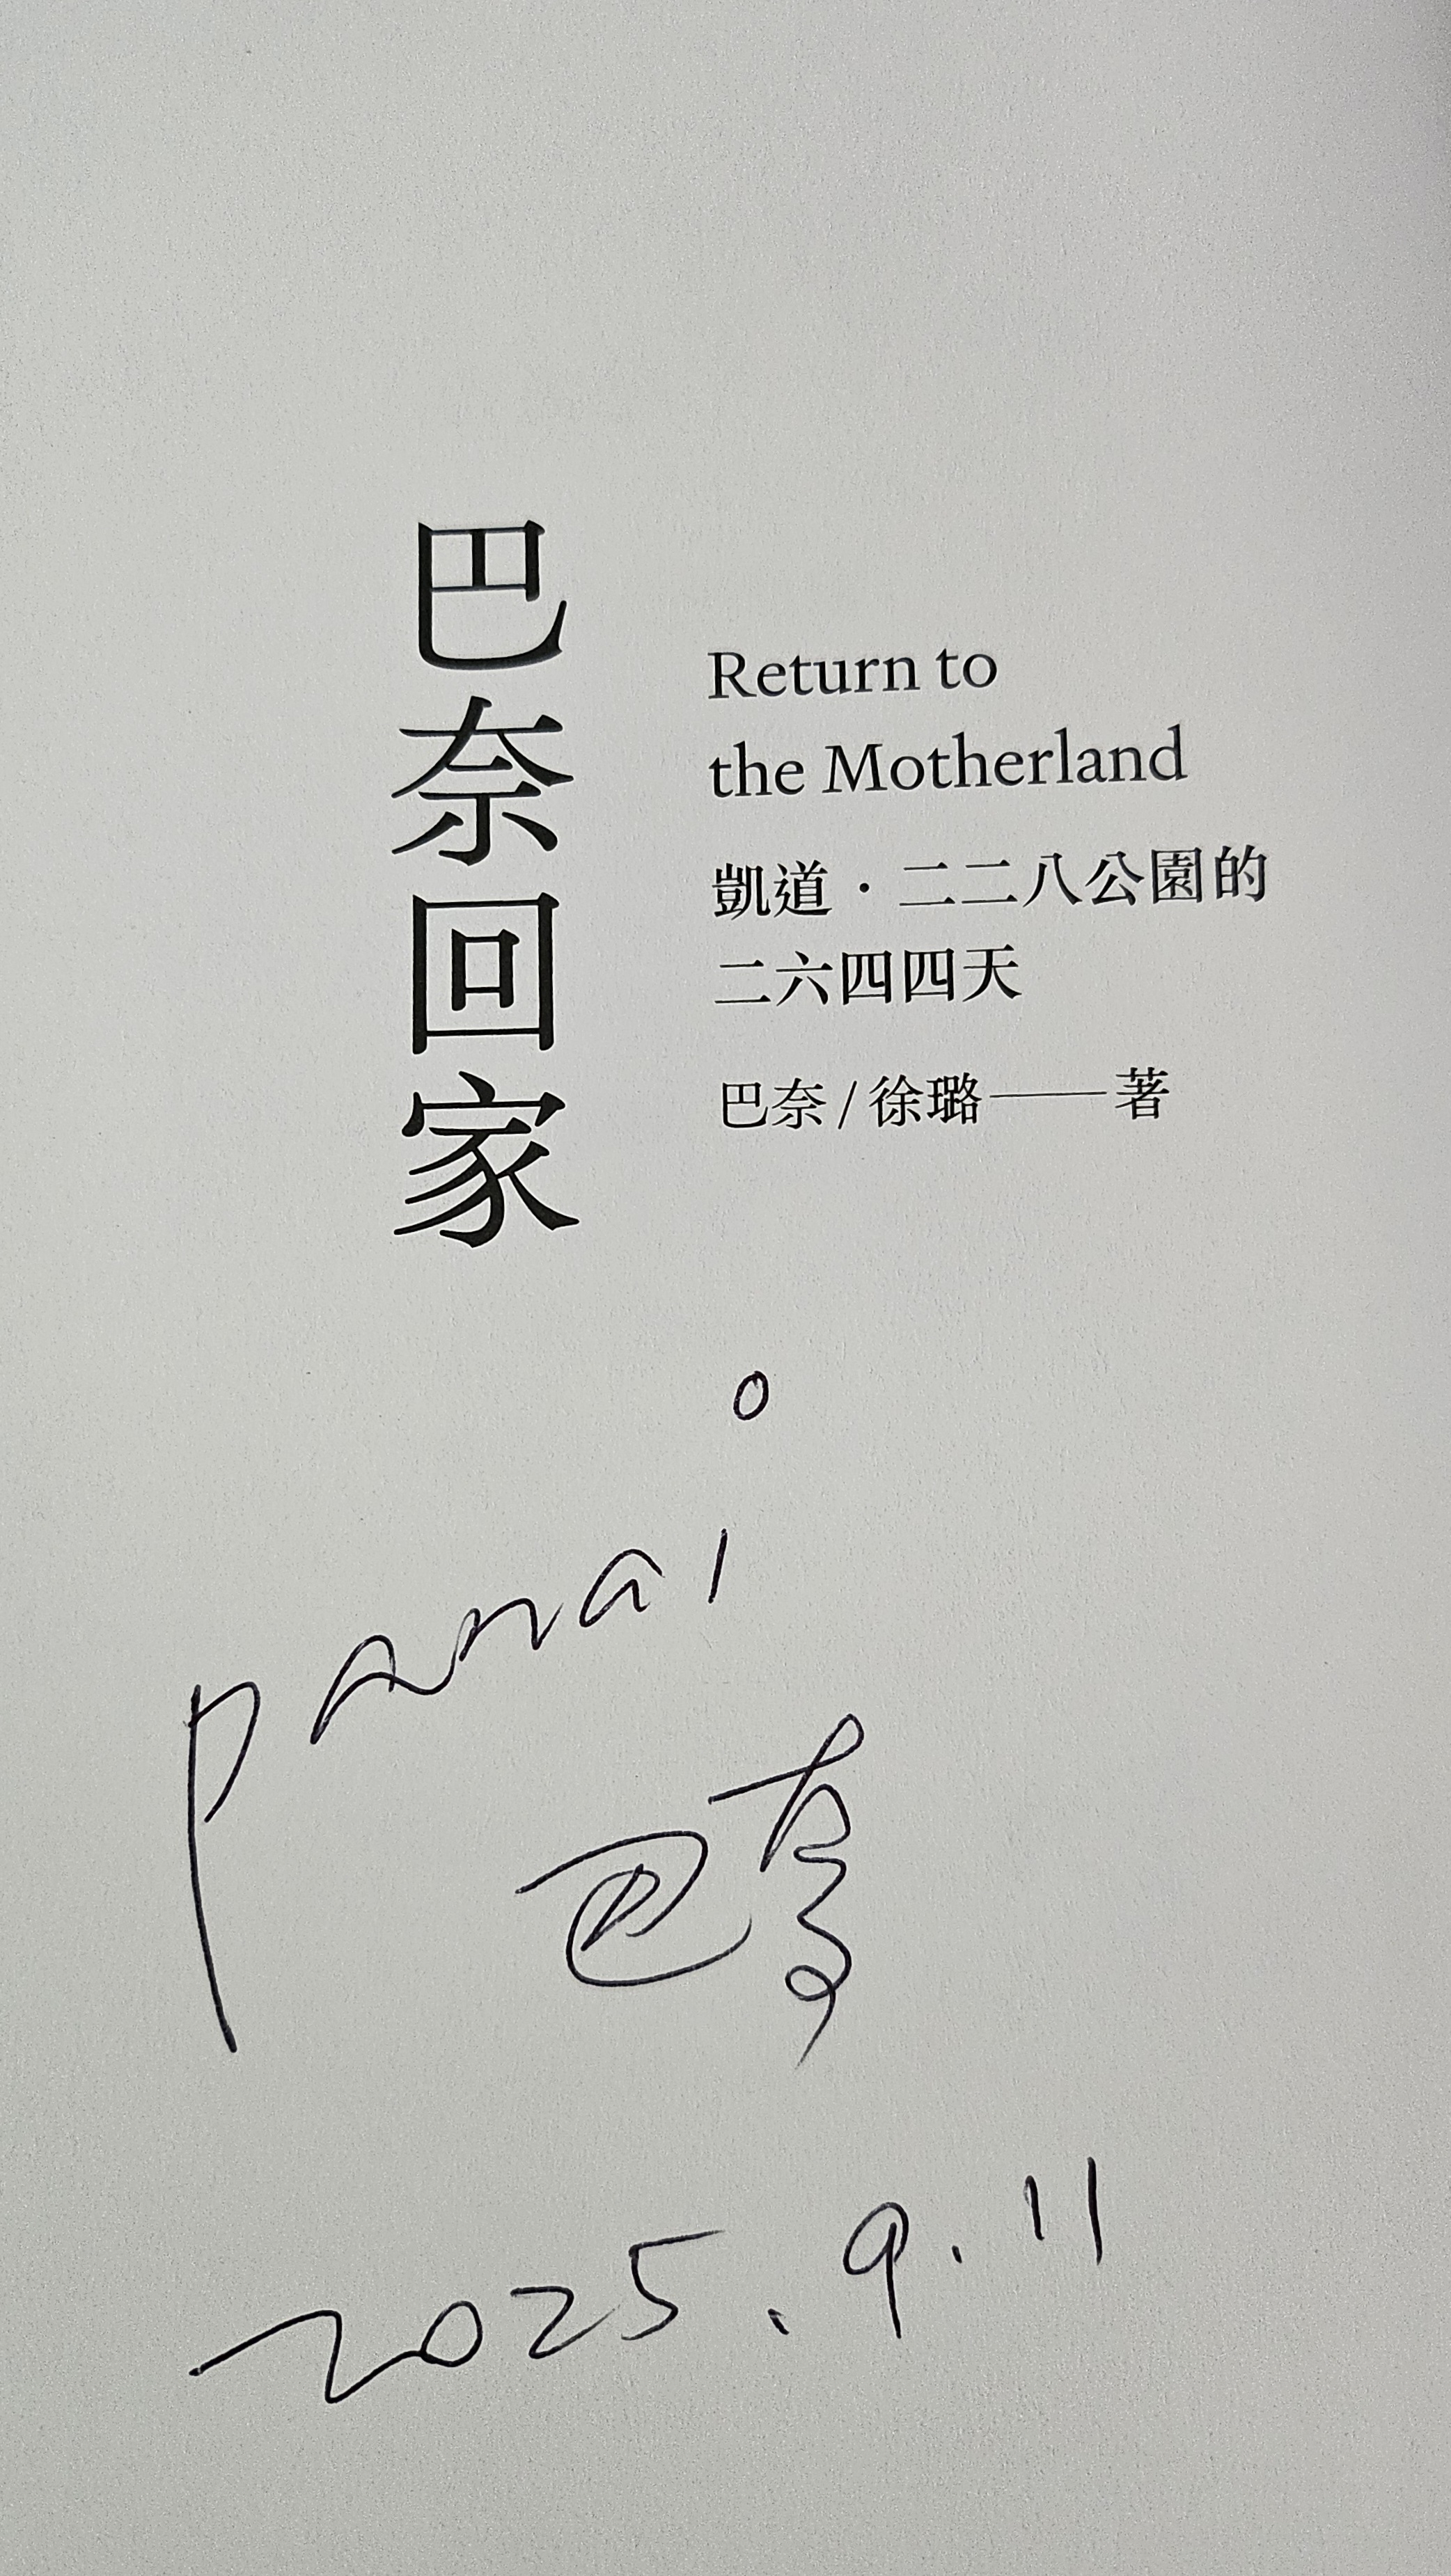 巴奈回家
Return to
the Motherland
凱道・二二八公園的
二六四四天
巴奈/徐璐——著
Panai
巴奈
2025.9.11